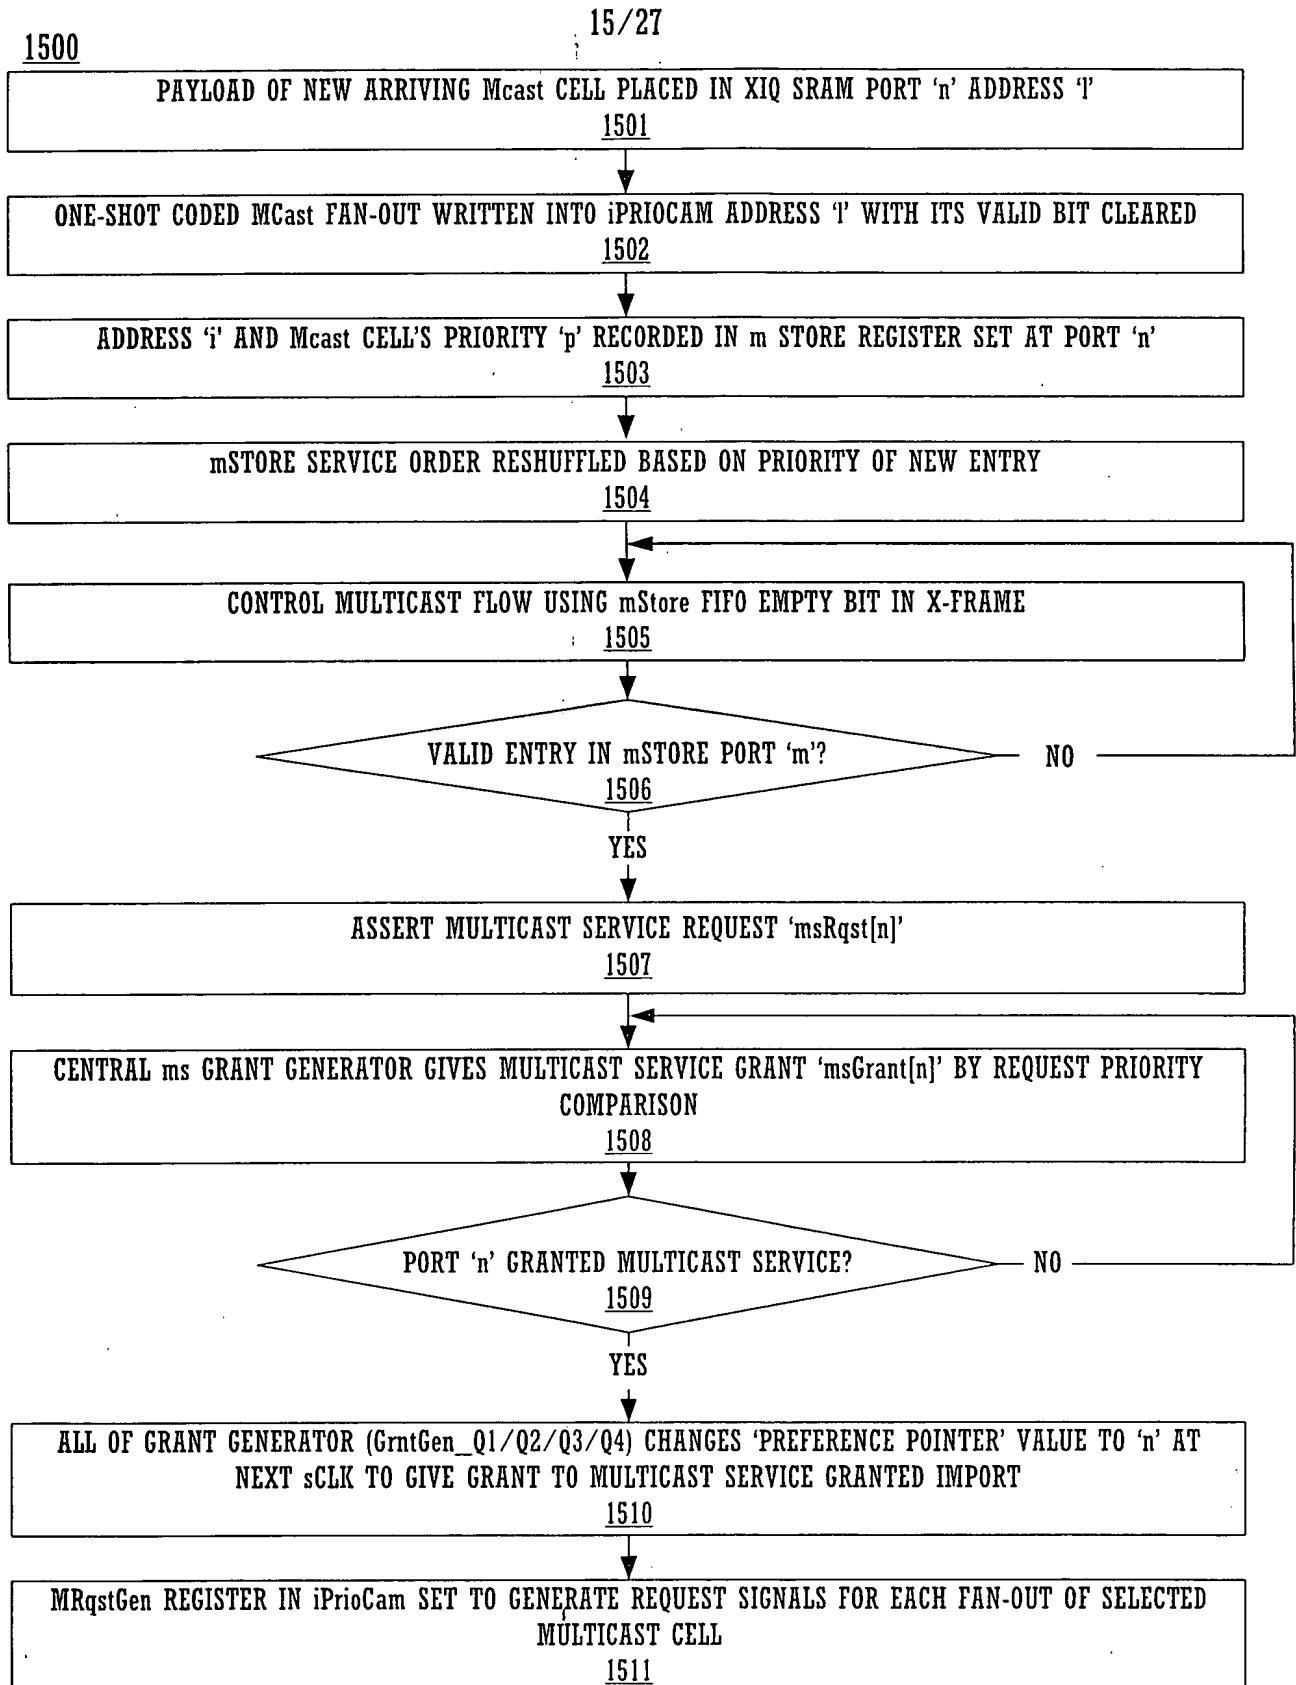 15/27
1500
PAYLOAD OF NEW ARRIVING Mcast CELL PLACED IN XIQ SRAM PORT 'n' ADDRESS 'l'
1501
ONE-SHOT CODED MCast FAN-OUT WRITTEN INTO iPRIOCAM ADDRESS 'l' WITH ITS VALID BIT CLEARED
1502
ADDRESS 'i' AND Mcast CELL'S PRIORITY 'p' RECORDED IN m STORE REGISTER SET AT PORT 'n'
1503
mSTORE SERVICE ORDER RESHUFFLED BASED ON PRIORITY OF NEW ENTRY
1504
CONTROL MULTICAST FLOW USING mStore FIFO EMPTY BIT IN X-FRAME
1505
VALID ENTRY IN mSTORE PORT 'm'?
1506
NO
YES
ASSERT MULTICAST SERVICE REQUEST 'msRqst[n]'
1507
CENTRAL ms GRANT GENERATOR GIVES MULTICAST SERVICE GRANT 'msGrant[n]' BY REQUEST PRIORITY
COMPARISON
1508
PORT 'n' GRANTED MULTICAST SERVICE?
1509
NO
YES
ALL OF GRANT GENERATOR (GrntGen_Q1/Q2/Q3/Q4) CHANGES 'PREFERENCE POINTER' VALUE TO 'n' AT
NEXT sCLK TO GIVE GRANT TO MULTICAST SERVICE GRANTED IMPORT
1510
MRqstGen REGISTER IN iPrioCam SET TO GENERATE REQUEST SIGNALS FOR EACH FAN-OUT OF SELECTED
MULTICAST CELL
1511